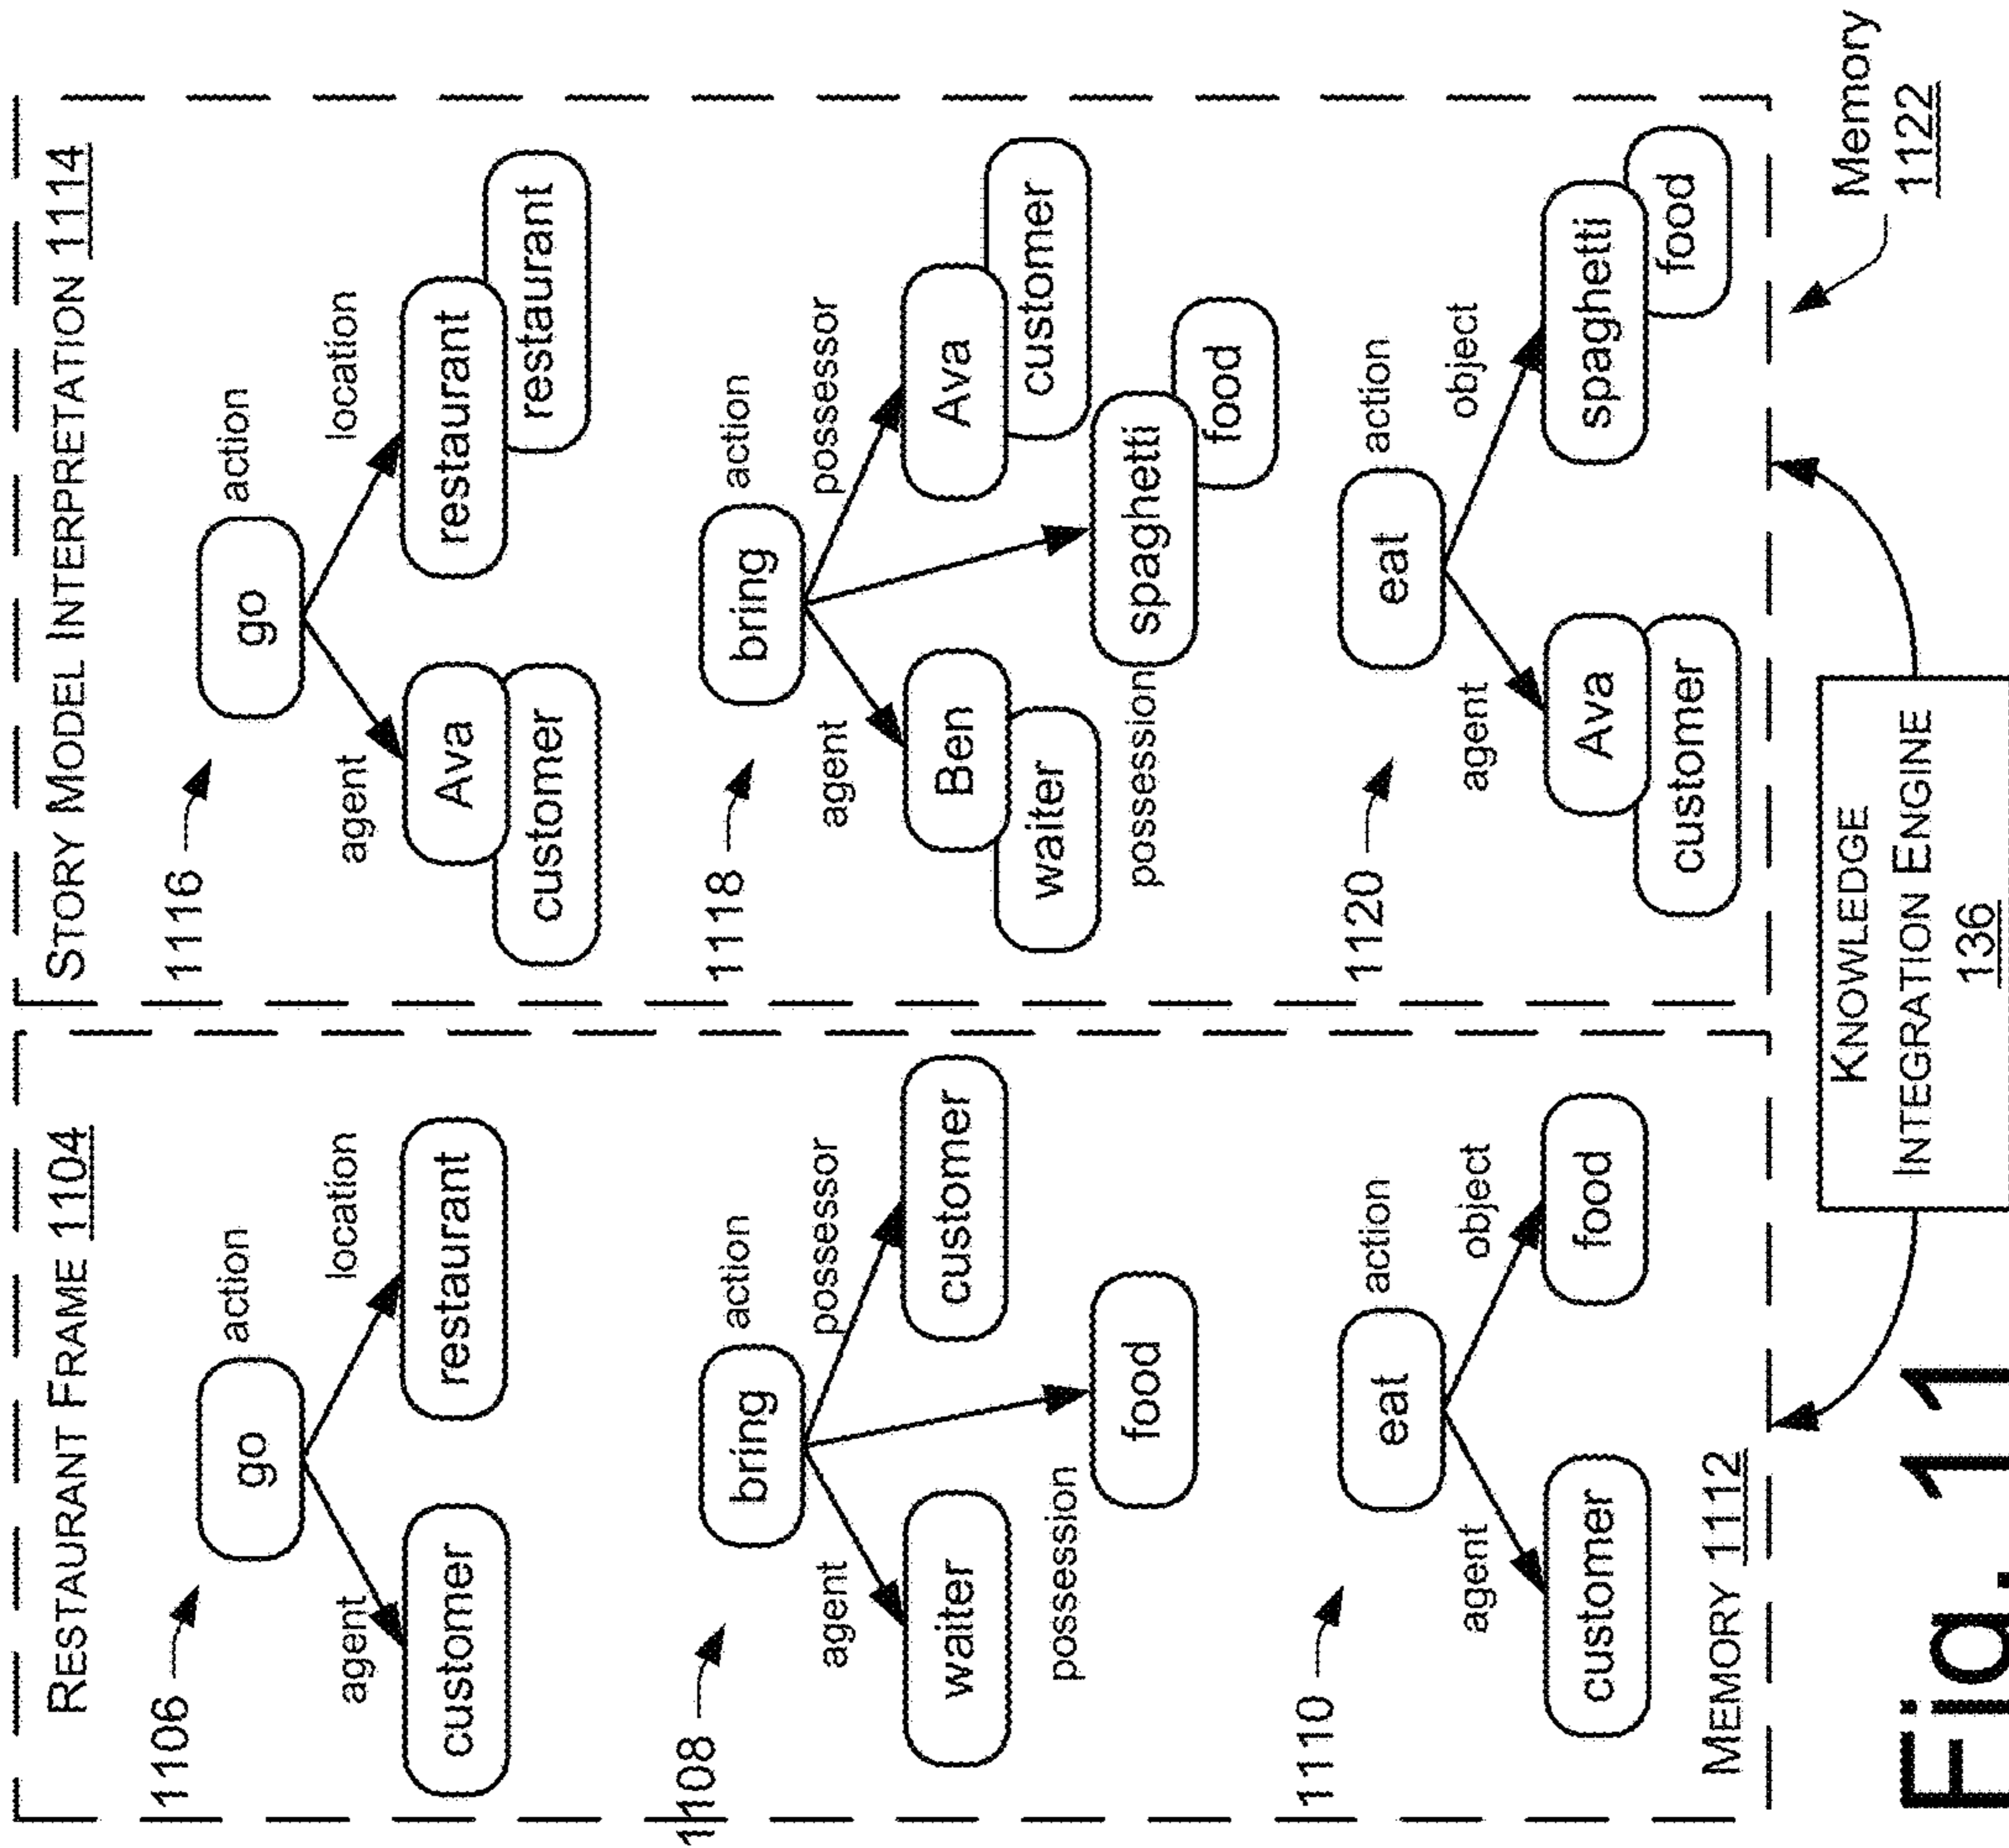 RESTAURANT FRAME 1104
1106
go
action
agent
location
customer
restaurant
1108
bring
action
agent
possessor
waiter
customer
possession
food
1110
eat
action
agent
object
customer
food
MEMORY 1112
STORY MODEL INTERPRETATION 1114
1116
go
action
agent
location
Ava
restaurant
customer
restaurant
1118
bring
action
agent
possessor
Ben
Ava
waiter
customer
possession
spaghetti
food
1120
eat
action
agent
object
Ava
spaghetti
customer
food
Memory
1122
KNOWLEDGE
INTEGRATION ENGINE
136
Fig. 11